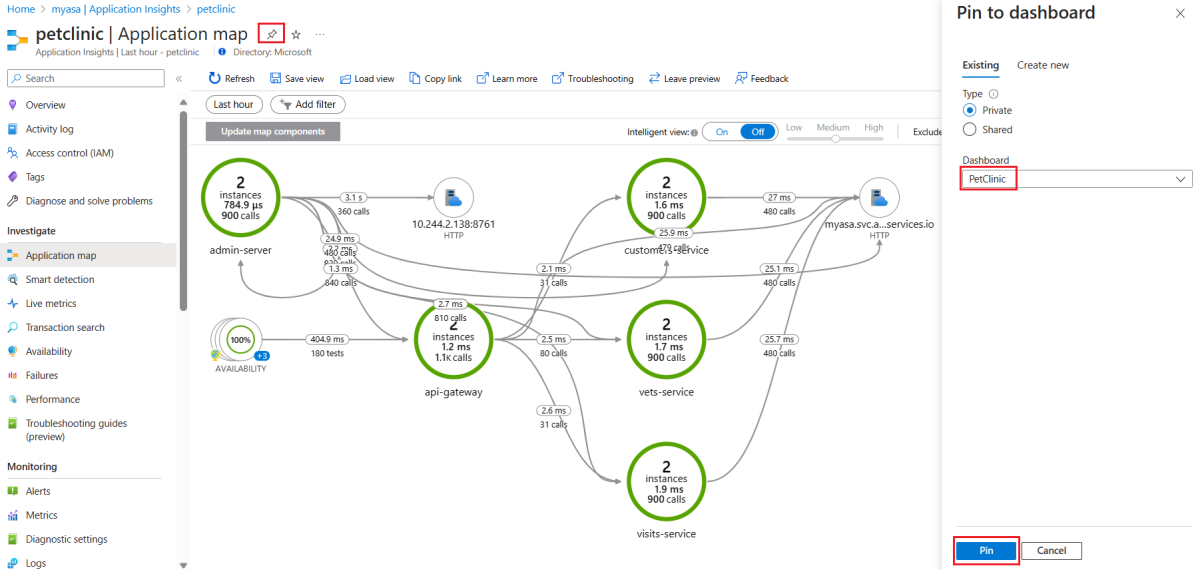 Home > myasa | Application Insights > petclinic
petclinic | Application map
Application Insights | Last hour - petclinic
Directory: Microsoft
Search
Overview
Activity log
Access control (IAM)
Tags
Diagnose and solve problems
Investigate
Application map
Smart detection
Live metrics
Transaction search
Availability
Failures
Performance
Troubleshooting guides
(preview)
Monitoring
Alerts
Metrics
Diagnostic settings
Logs
Refresh
Save view
Load view
Copy link
Learn more
Troubleshooting
Leave preview
Feedback
Last hour
Add filter
Update map components
Intelligent view:
On
Off
Low
Medium
High
Exclude
2
instances
784.9 µs
900 calls
admin-server
3.1 s
360 calls
10.244.2.138:8761
HTTP
24.9 ms
480 calls
1.3 ms
840 calls
100%
+3
AVAILABILITY
404.9 ms
180 tests
2.7 ms
810 calls
2
instances
1.2 ms
1.1K calls
api-gateway
2.1 ms
31 calls
2.5 ms
80 calls
2.6 ms
31 calls
2
instances
1.6 ms
900 calls
25.9 ms
479 calls
customers-service
2
instances
1.7 ms
900 calls
vets-service
2
instances
1.9 ms
900 calls
visits-service
27 ms
480 calls
25.1 ms
480 calls
25.7 ms
480 calls
myasa.svc.a...services.io
HTTP
Pin to dashboard
Existing
Create new
Type
Private
Shared
Dashboard
PetClinic
Pin
Cancel